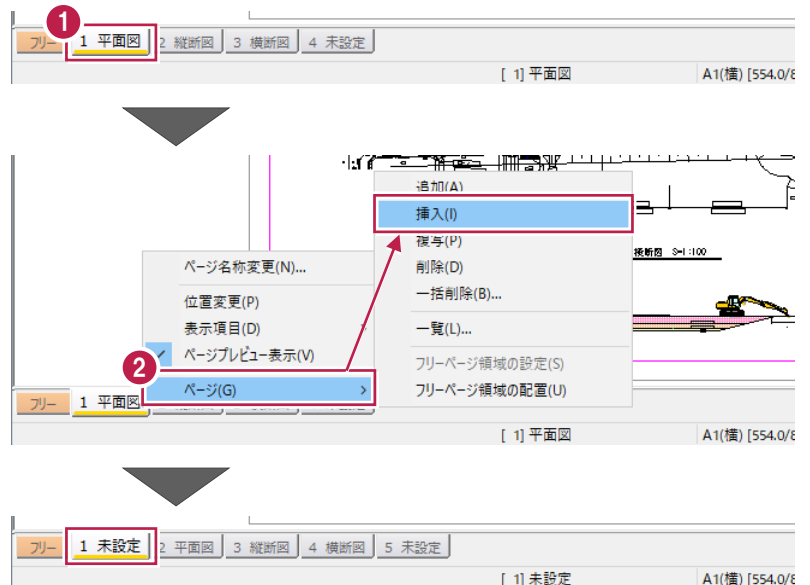 1
フリー 1 平面図 2 縦断図 3 横断図 4 未設定
[ 1] 平面図 A1(横) [554.0/8
追加(A)
挿入(I)
複写(P)
削除(D)
一括削除(B)...
一覧(L)...
フリーページ領域の設定(S)
フリーページ領域の配置(U)
S=1:100
ページ名称変更(N)...
位置変更(P)
表示項目(D)
ページプレビュー表示(V)
2
ページ(G)
フリー 1 平面図
[ 1] 平面図 A1(横) [554.0/8
フリー 1 未設定 2 平面図 3 縦断図 4 横断図 5 未設定
[ 1] 未設定 A1(横) [554.0/8